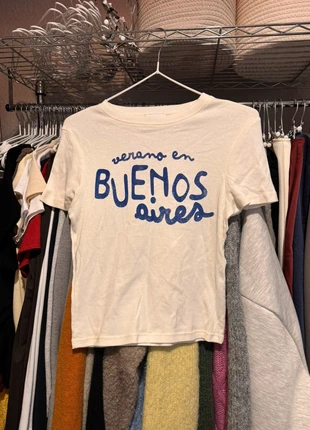 verano en
BUENOS
aires